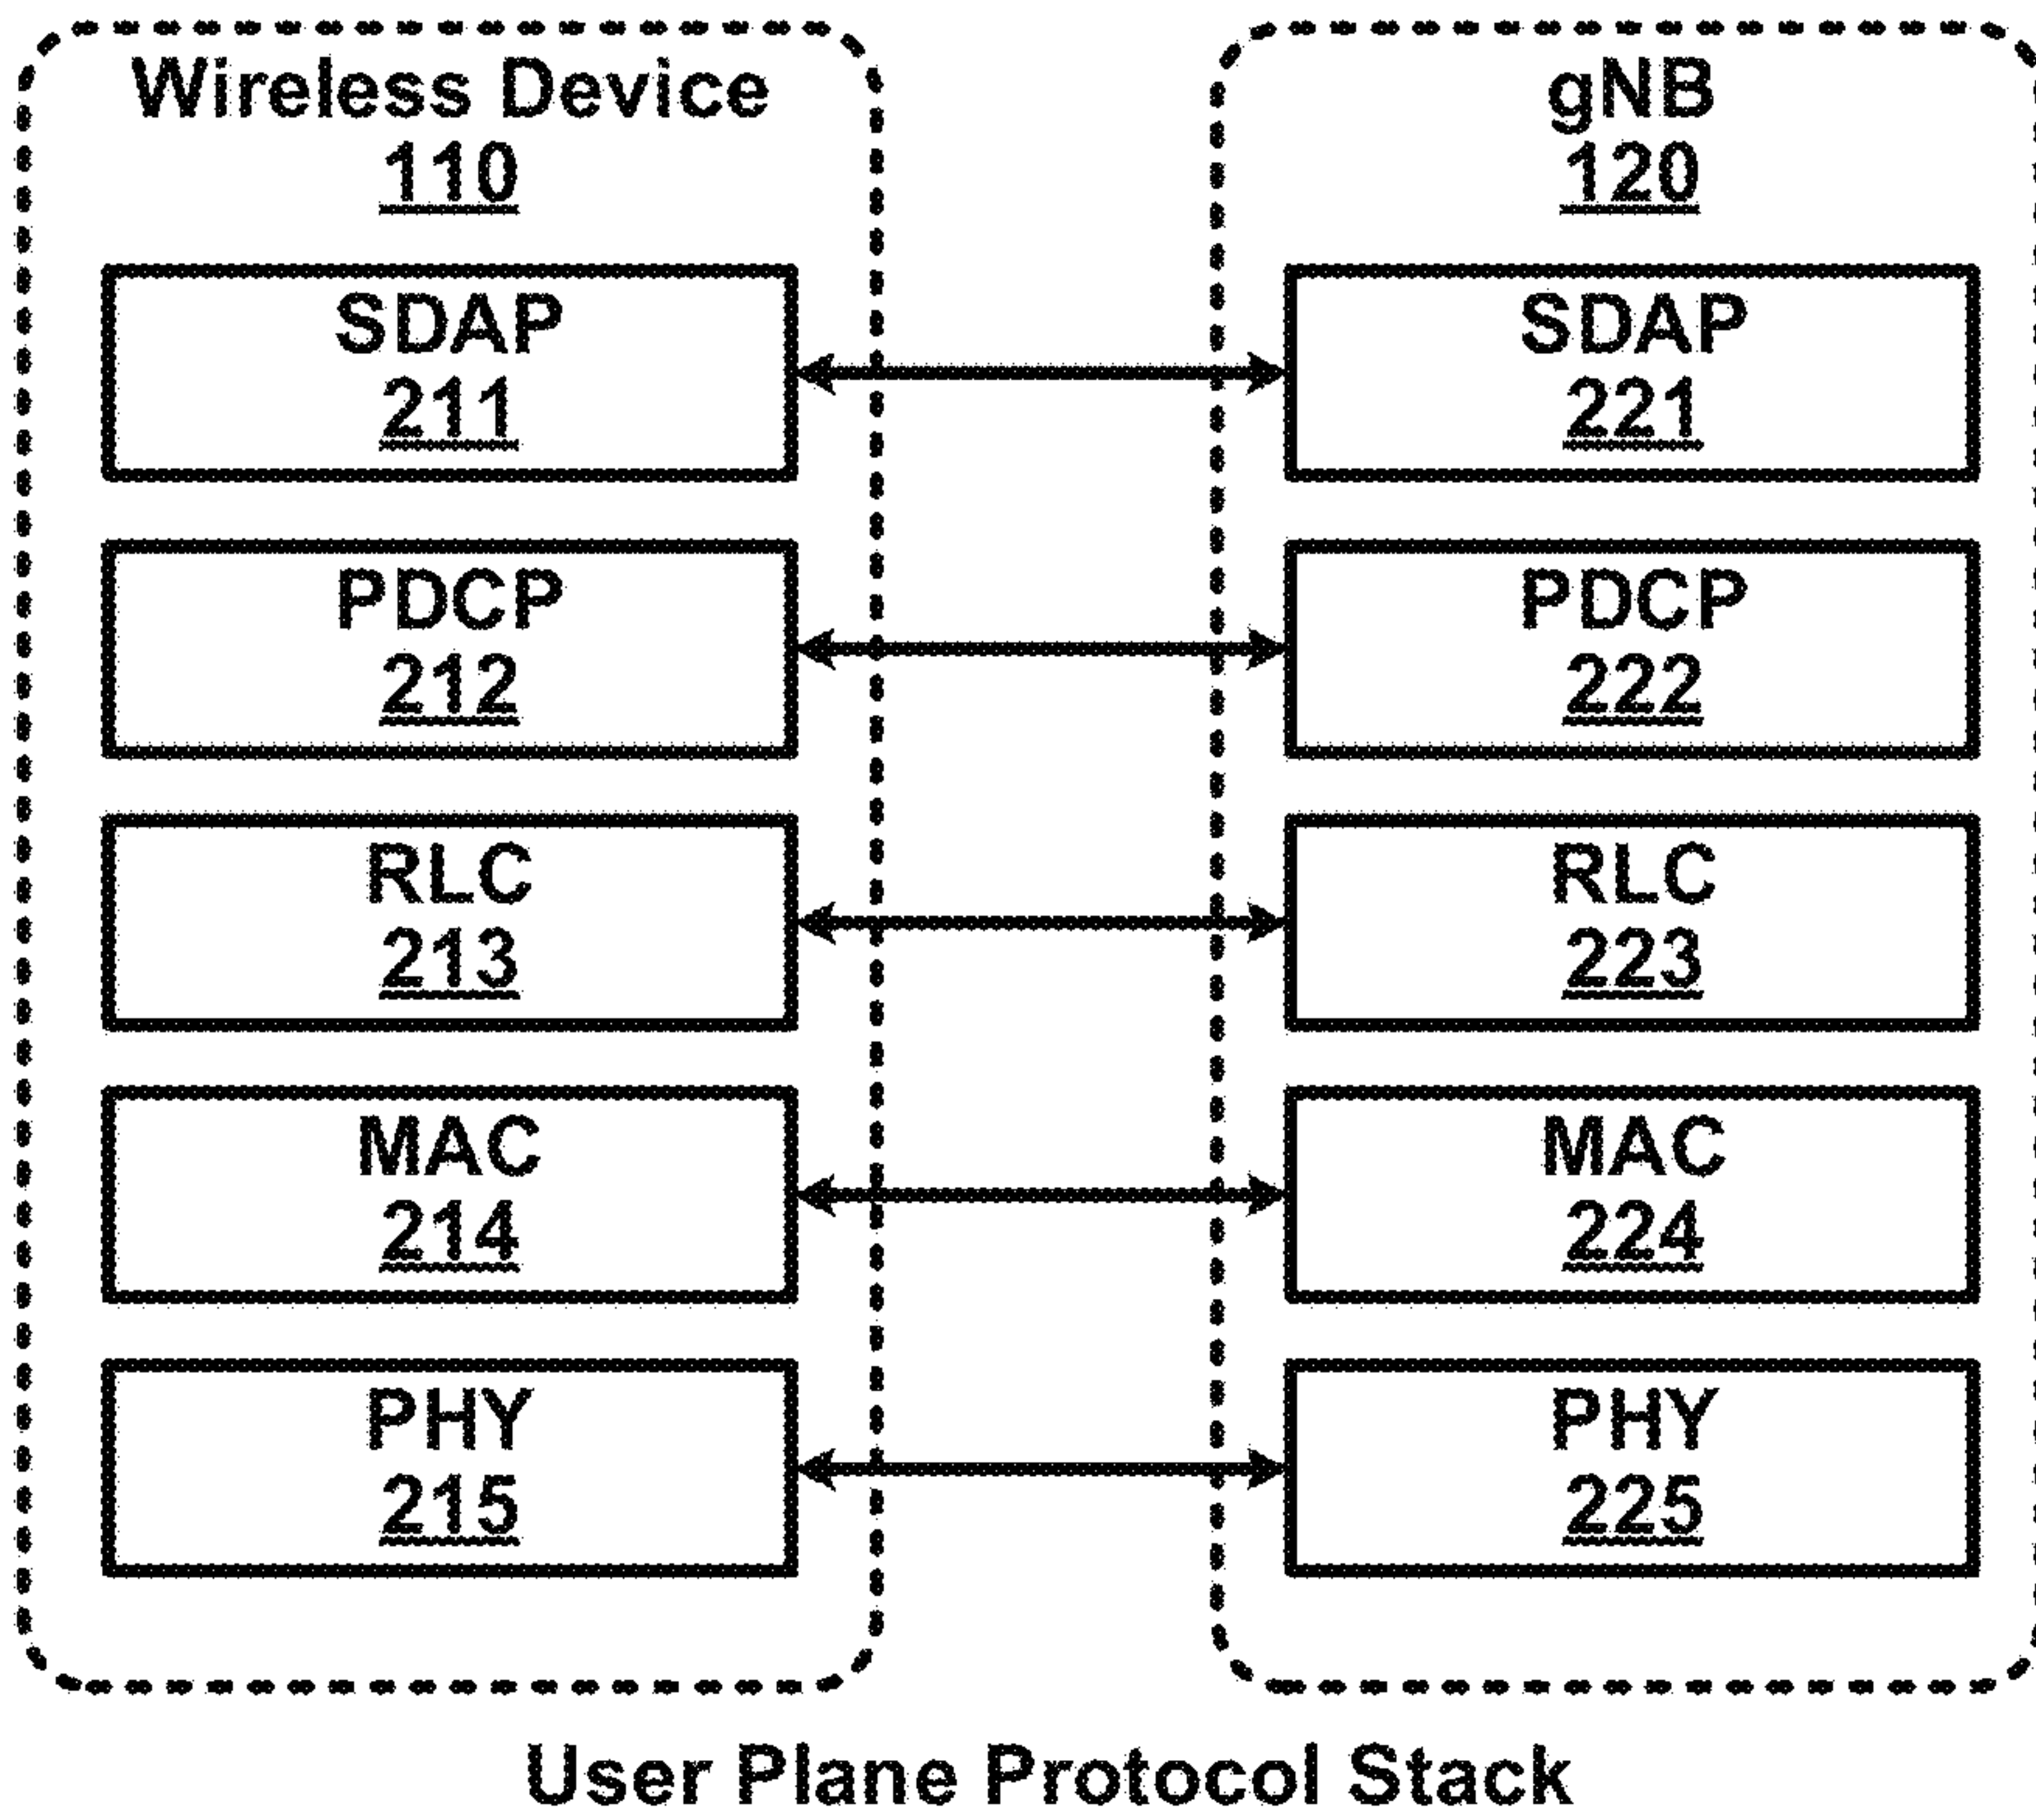 Wireless Device
110
gNB
120
SDAP
211
SDAP
221
PDCP
212
PDCP
222
RLC
213
RLC
223
MAC
214
MAC
224
PHY
215
PHY
225
User Plane Protocol Stack